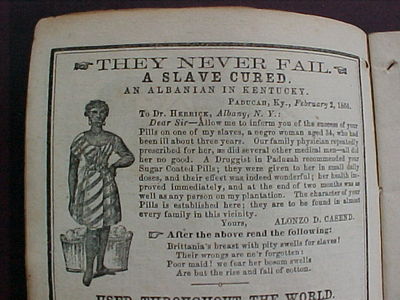 ☞ THEY NEVER FAIL. ☜
A SLAVE CURED.
AN ALBANIAN IN KENTUCKY.
PADUCAH, Ky., February 2, 1864.
To Dr. HERRICK, Albany, N. Y.:
Dear Sir—Allow me to inform you of the success of your
Pills on one of my slaves, a negro woman aged 54, who had
been ill about three years. Our family physician repeatedly
prescribed for her, as did several other medical men—all did
her no good. A Druggist in Paducah recommended your
Sugar Coated Pills; they were given to her in small daily
doses, and their effect was indeed wonderful; her health im-
proved immediately, and at the end of two months was as
well as any person on my plantation. The character of your
Pills is established here; they are to be found in almost
every family in this vicinity.
Yours, ALONZO D. CASEND.
☞ After the above read the following:
Brittania's breast with pity swells for slaves!
Their wrongs are ne'r forgotten:
Poor maid! we fear her bosom swells
As but the rise and fall of cotton.
USED THROUGHOUT THE WORLD.